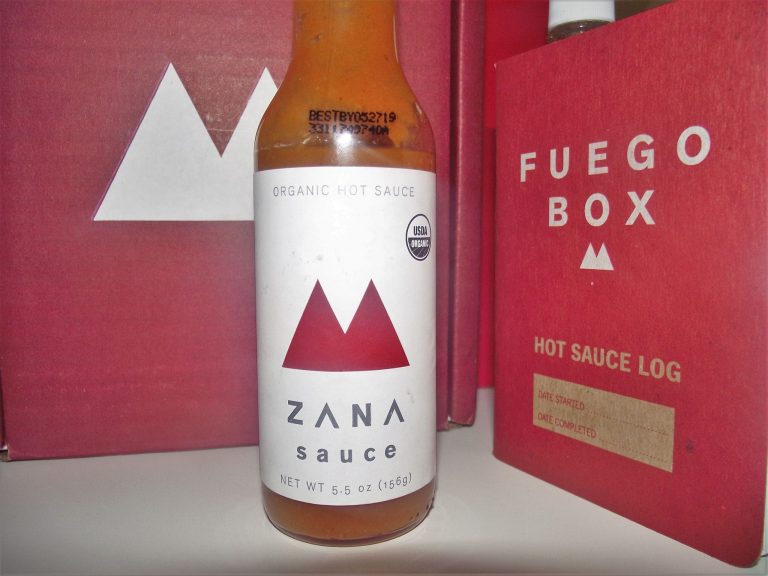 BESTBY052719
ORGANIC HOT SAUCE
USDA
ORGANIC
ZANA
sauce
NET WT 5.5 oz (156g)
FUEGO
BOX
HOT SAUCE LOG
DATE STARTED
DATE COMPLETED